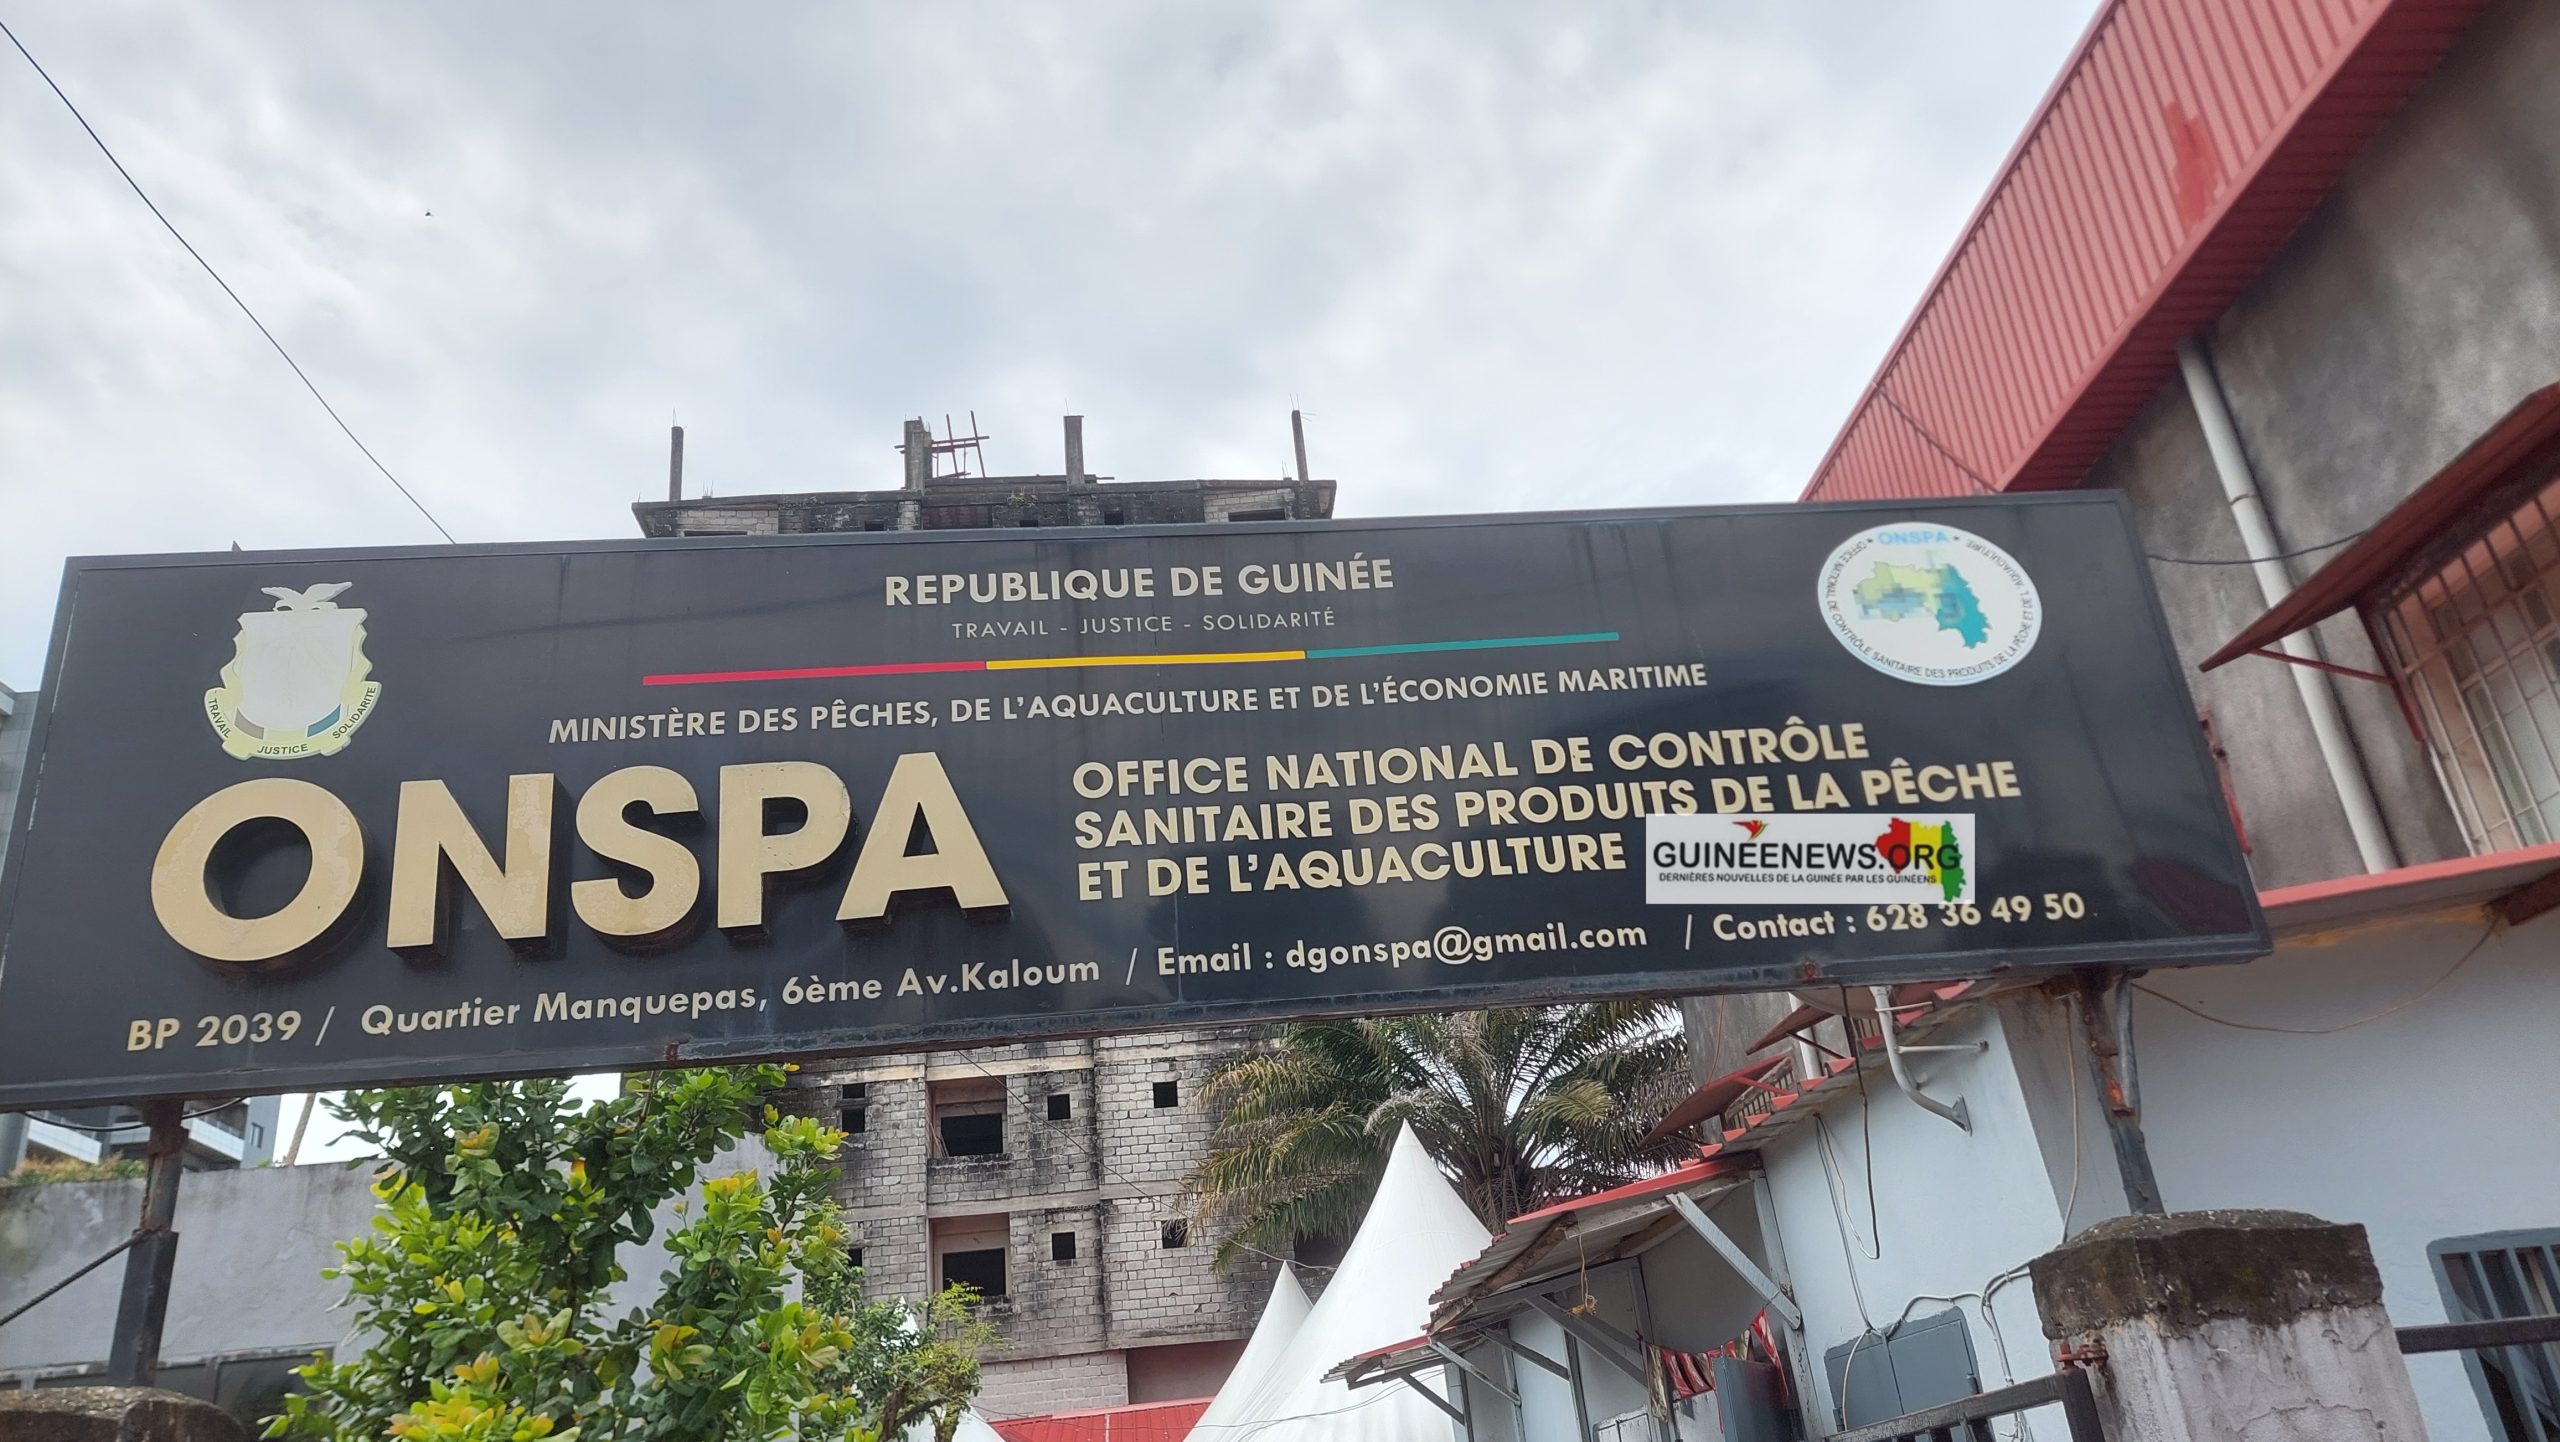 REPUBLIQUE DE GUINÉE
TRAVAIL - JUSTICE - SOLIDARITÉ
MINISTÈRE DES PÊCHES, DE L'AQUACULTURE ET DE L'ÉCONOMIE MARITIME
TRAVAIL JUSTICE SOLIDARITÉ
ONSPA
OFFICE NATIONAL DE CONTRÔLE
SANITAIRE DES PRODUITS DE LA PÊCHE
ET DE L'AQUACULTURE
* ONSPA *
OFFICE NATIONAL DE CONTRÔLE SANITAIRE DES PRODUITS DE LA PÊCHE ET DE L'AQUACULTURE
GUINEENEWS.ORG
DERNIÈRES NOUVELLES DE LA GUINÉE PAR LES GUINÉENS
BP 2039 / Quartier Manquepas, 6ème Av.Kaloum / Email : dgonspa@gmail.com / Contact : 628 36 49 50